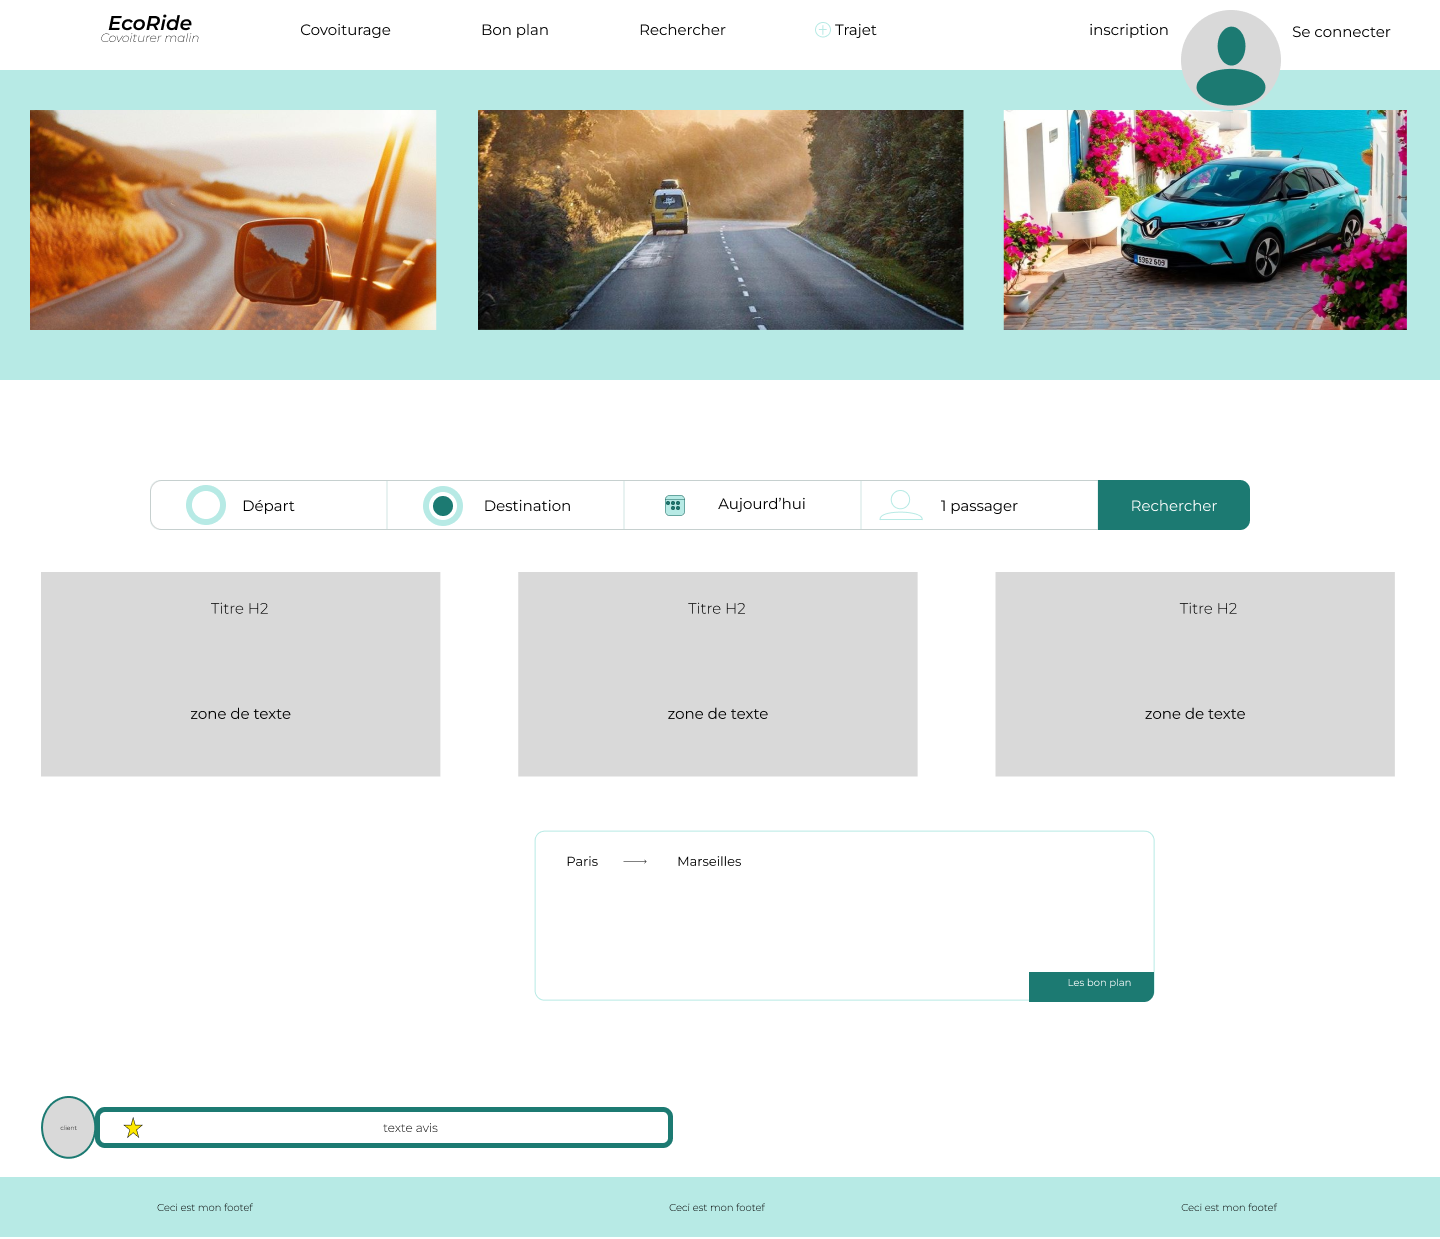 EcoRide
Covoiturer malin
Covoiturage
Bon plan
Rechercher
Trajet
inscription
Se connecter
Départ
Destination
Aujourd'hui
1 passager
Rechercher
Titre H2
zone de texte
Titre H2
zone de texte
Titre H2
zone de texte
Paris
Marseilles
Les bon plan
client
texte avis
Ceci est mon footef
Ceci est mon footef
Ceci est mon footef